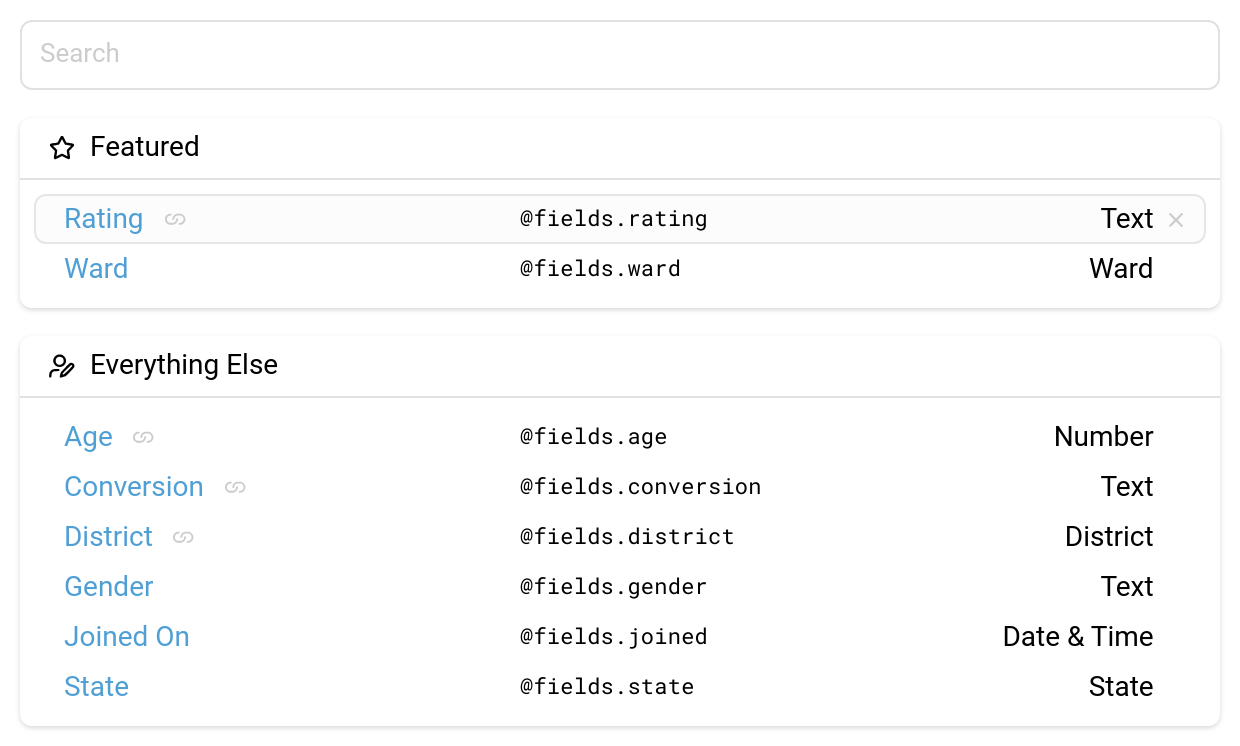 Search
Featured
Rating @fields.rating Text
Ward @fields.ward Ward
Everything Else
Age @fields.age Number
Conversion @fields.conversion Text
District @fields.district District
Gender @fields.gender Text
Joined On @fields.joined Date & Time
State @fields.state State